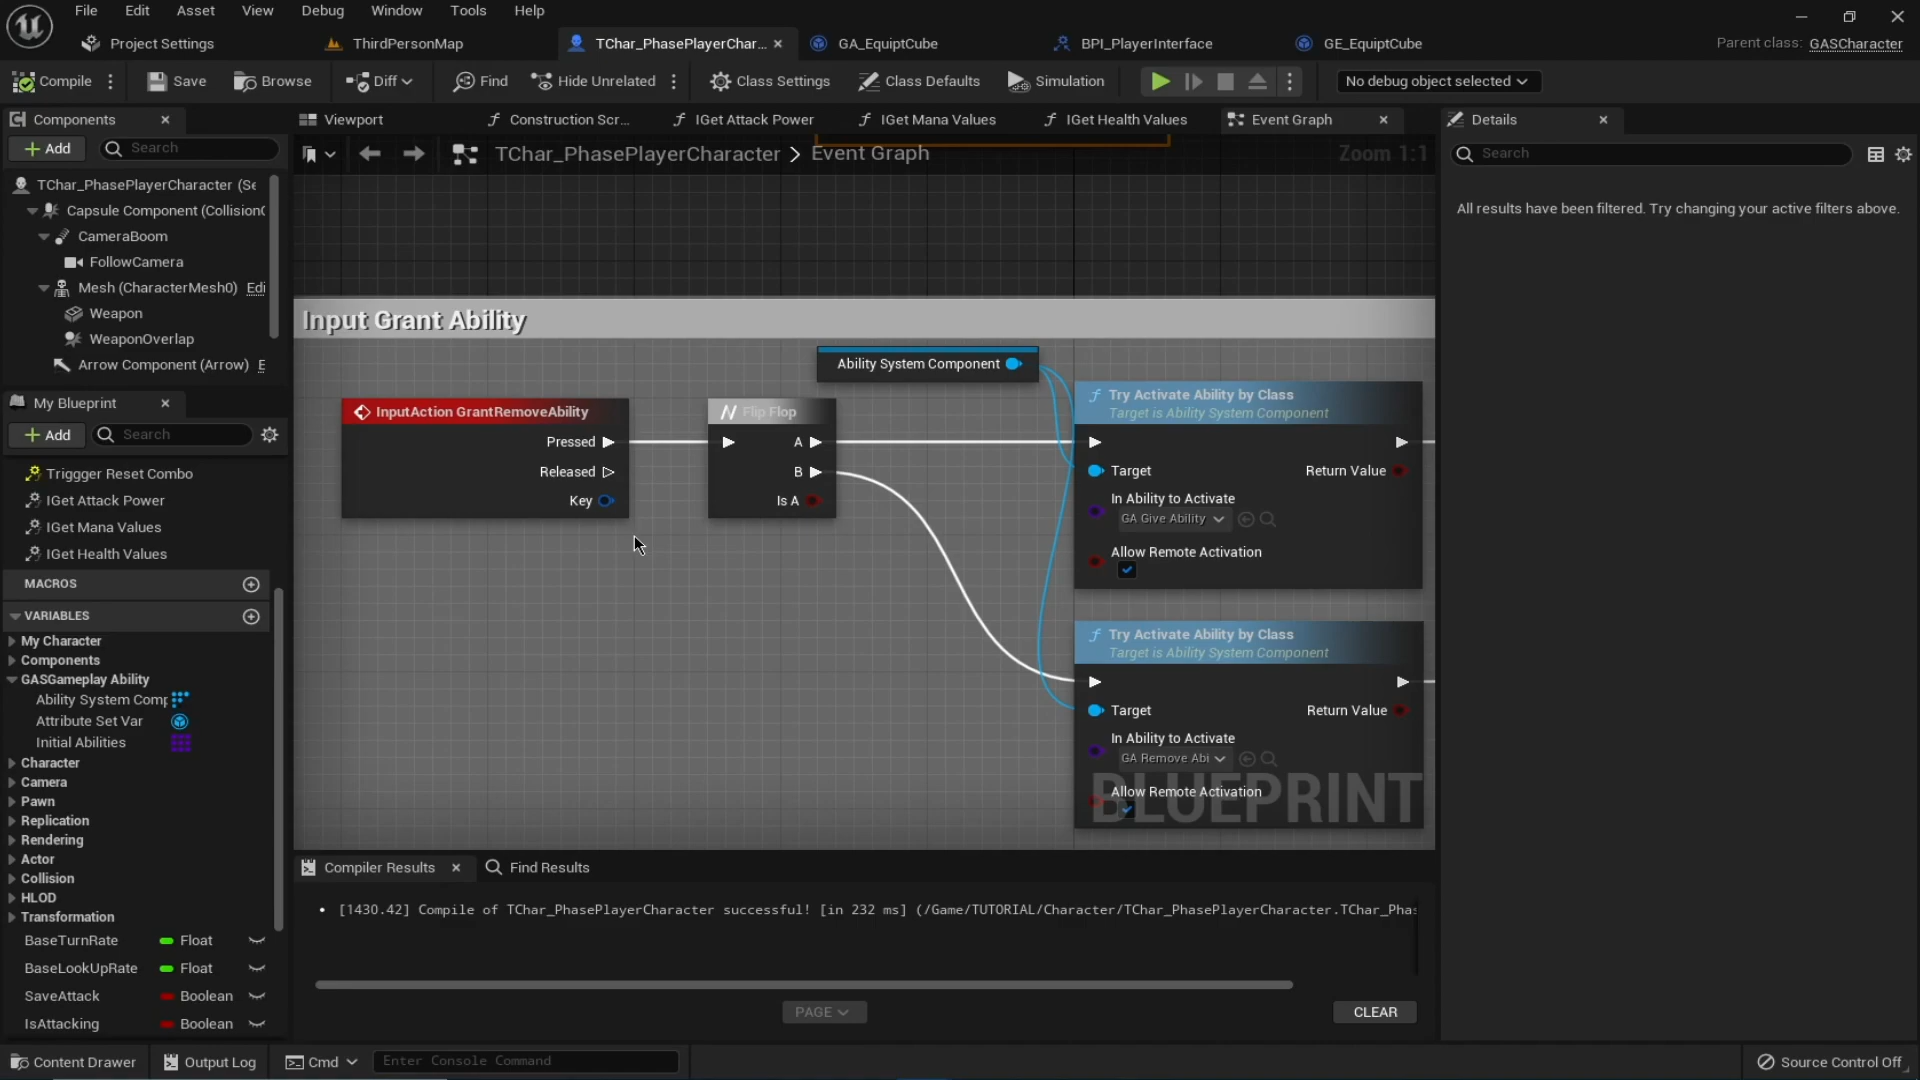 File Edit Asset View Debug Window Tools Help
Project Settings ThirdPersonMap TChar_PhasePlayerChar... GA_EquiptCube BPI_PlayerInterface GE_EquiptCube Parent class: GASCharacter
Compile Save Browse Diff Find Hide Unrelated Class Settings Class Defaults Simulation No debug object selected
Components Viewport Construction Scr... IGet Attack Power IGet Mana Values IGet Health Values Event Graph Details
Add Search TChar_PhasePlayerCharacter > Event Graph Zoom 1:1 Search
TChar_PhasePlayerCharacter (Se
Capsule Component (CollisionC
CameraBoom
FollowCamera
Mesh (CharacterMesh0) Edi
Weapon
WeaponOverlap
Arrow Component (Arrow) E
All results have been filtered. Try changing your active filters above.
My Blueprint
Add Search
Triggger Reset Combo
IGet Attack Power
IGet Mana Values
IGet Health Values
MACROS
VARIABLES
My Character
Components
GASGameplay Ability
Ability System Comp
Attribute Set Var
Initial Abilities
Character
Camera
Pawn
Replication
Rendering
Actor
Collision
HLOD
Transformation
BaseTurnRate Float
BaseLookUpRate Float
SaveAttack Boolean
IsAttacking Boolean
Input Grant Ability
Ability System Component
InputAction GrantRemoveAbility
Pressed
Released
Key
Flip Flop
A
B
Is A
Try Activate Ability by Class
Target is Ability System Component
Target Return Value
In Ability to Activate
GA Give Ability
Allow Remote Activation
Try Activate Ability by Class
Target is Ability System Component
Target Return Value
In Ability to Activate
GA Remove Abi
Allow Remote Activation
BLUEPRINT
Compiler Results Find Results
[1430.42] Compile of TChar_PhasePlayerCharacter successful! [in 232 ms] (/Game/TUTORIAL/Character/TChar_PhasePlayerCharacter.TChar_Phas
PAGE CLEAR
Content Drawer Output Log Cmd Enter Console Command Source Control Off